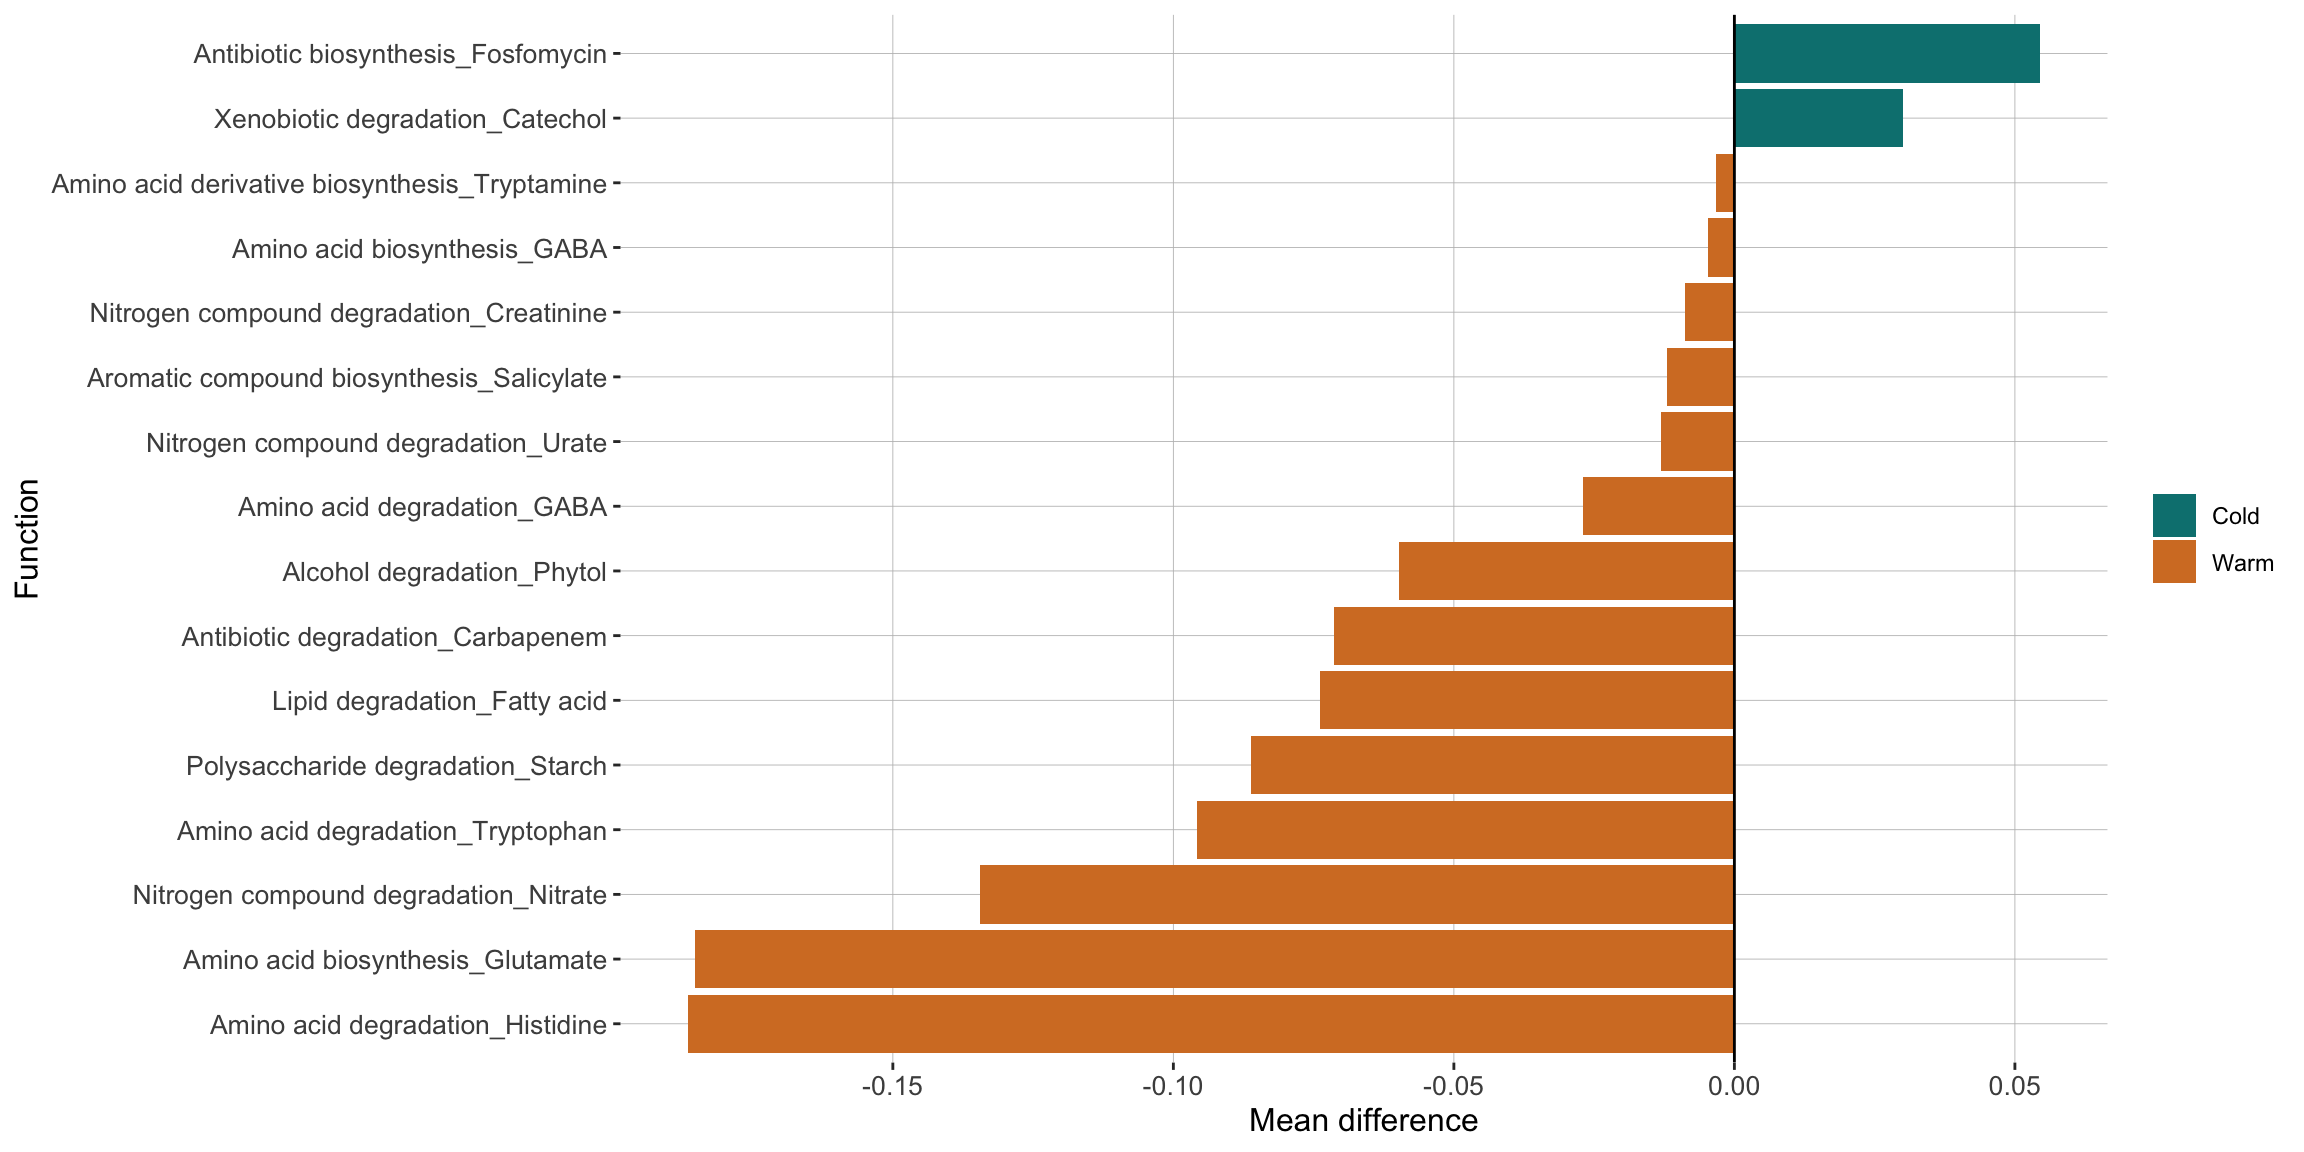 Antibiotic biosynthesis_Fosfomycin
Xenobiotic degradation_Catechol
Amino acid derivative biosynthesis_Tryptamine
Amino acid biosynthesis_GABA
Nitrogen compound degradation_Creatinine
Aromatic compound biosynthesis_Salicylate
Nitrogen compound degradation_Urate
Amino acid degradation_GABA
Alcohol degradation_Phytol
Antibiotic degradation_Carbapenem
Lipid degradation_Fatty acid
Polysaccharide degradation_Starch
Amino acid degradation_Tryptophan
Nitrogen compound degradation_Nitrate
Amino acid biosynthesis_Glutamate
Amino acid degradation_Histidine
Function
-0.15
-0.10
-0.05
0.00
0.05
Mean difference
Cold
Warm